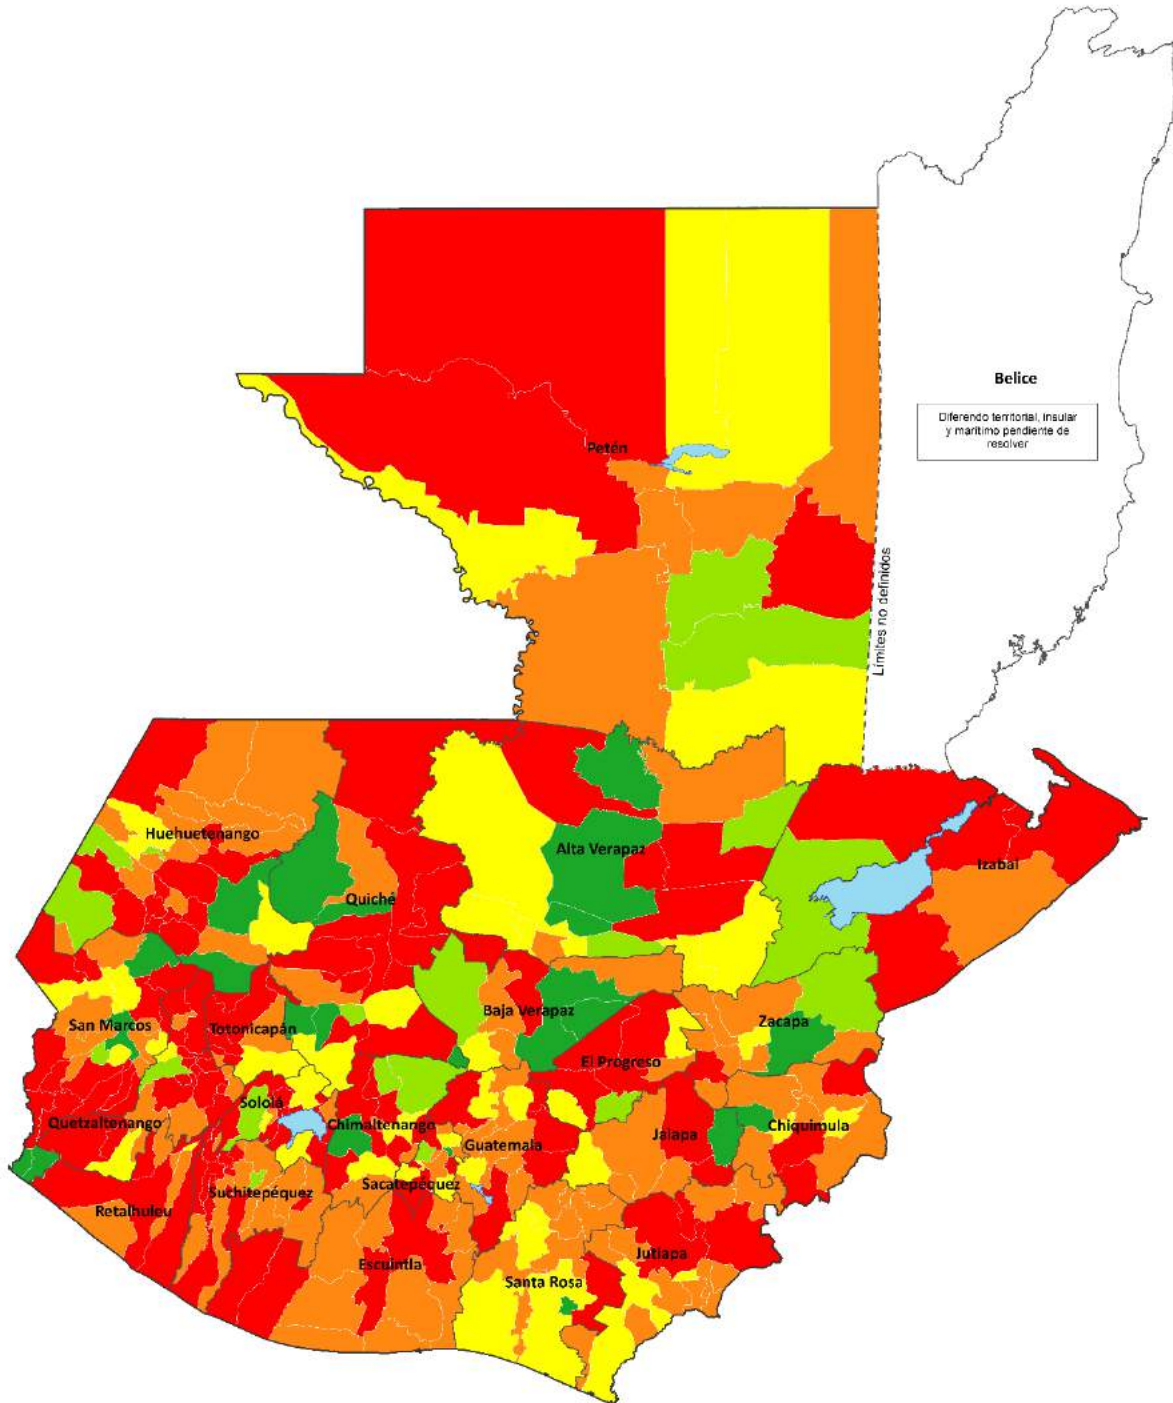 Belice
Diferendo territorial, insular
y marítimo pendiente de
resolver
Petén
Límites no definidos
Huehuetenango
Alta Verapaz
Izabal
Quiché
Baja Verapaz
San Marcos
Totonicapán
Zacapa
El Progreso
Sololá
Quetzaltenango
Chimaltenango
Guatemala
Jalapa
Chiquimula
Suchitepéquez
Sacatepéquez
Retalhuleu
Escuintla
Jutiapa
Santa Rosa